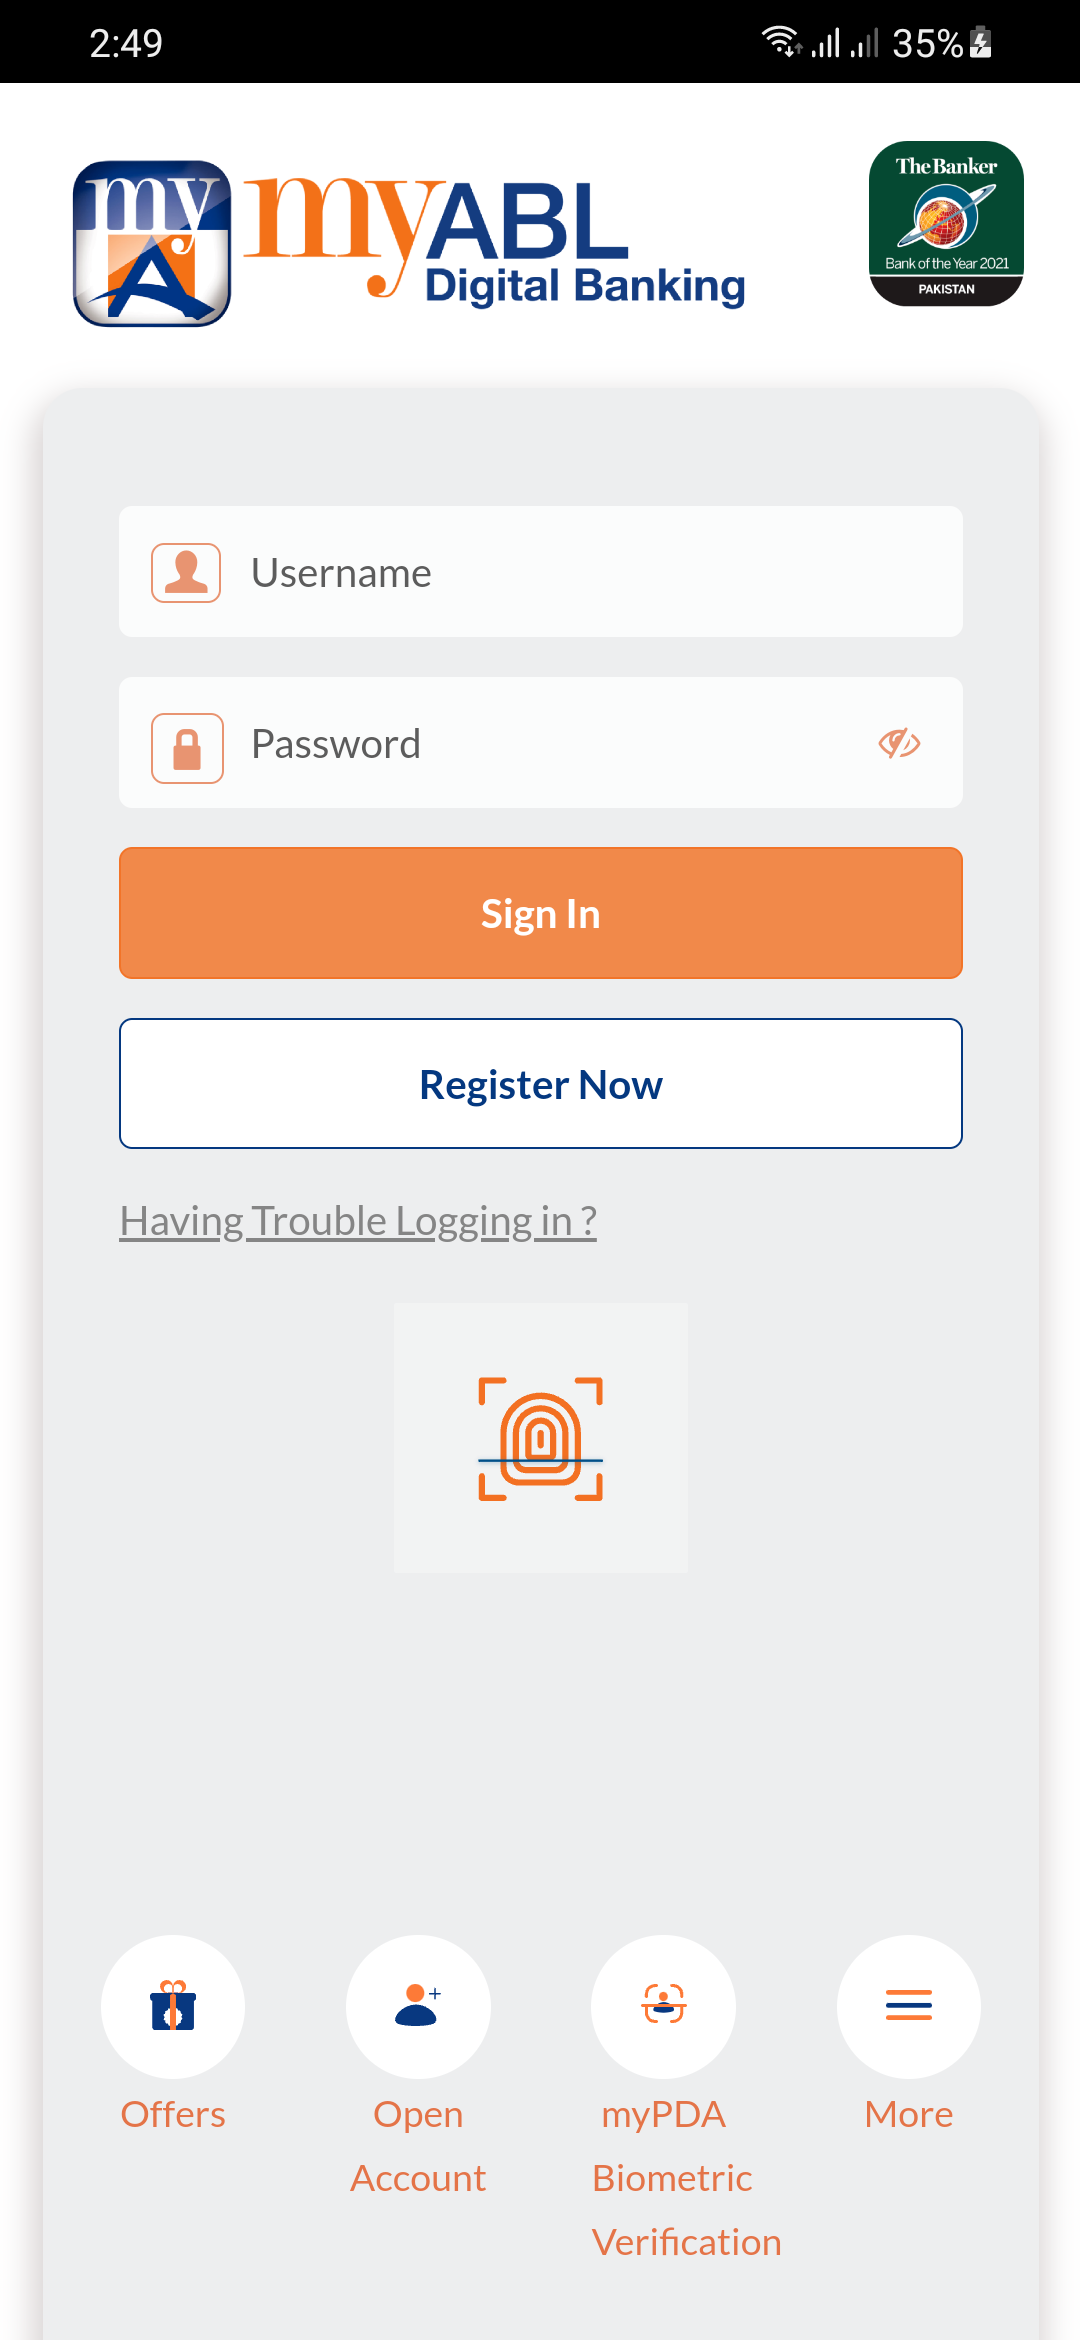 2:49
35%
my
myABL
Digital Banking
The Banker
Bank of the Year 2021
PAKISTAN
Username
Password
Sign In
Register Now
Having Trouble Logging in ?
Offers
Open
Account
myPDA
Biometric
Verification
More